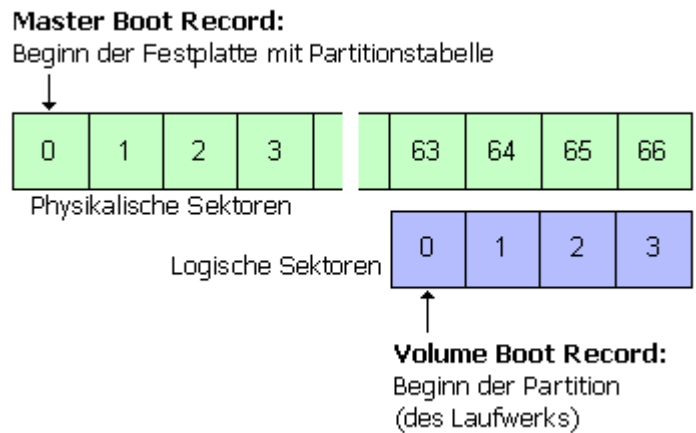 Master Boot Record:
Beginn der Festplatte mit Partitionstabelle
0 1 2 3 63 64 65 66
Physikalische Sektoren
Logische Sektoren 0 1 2 3
Volume Boot Record:
Beginn der Partition
(des Laufwerks)